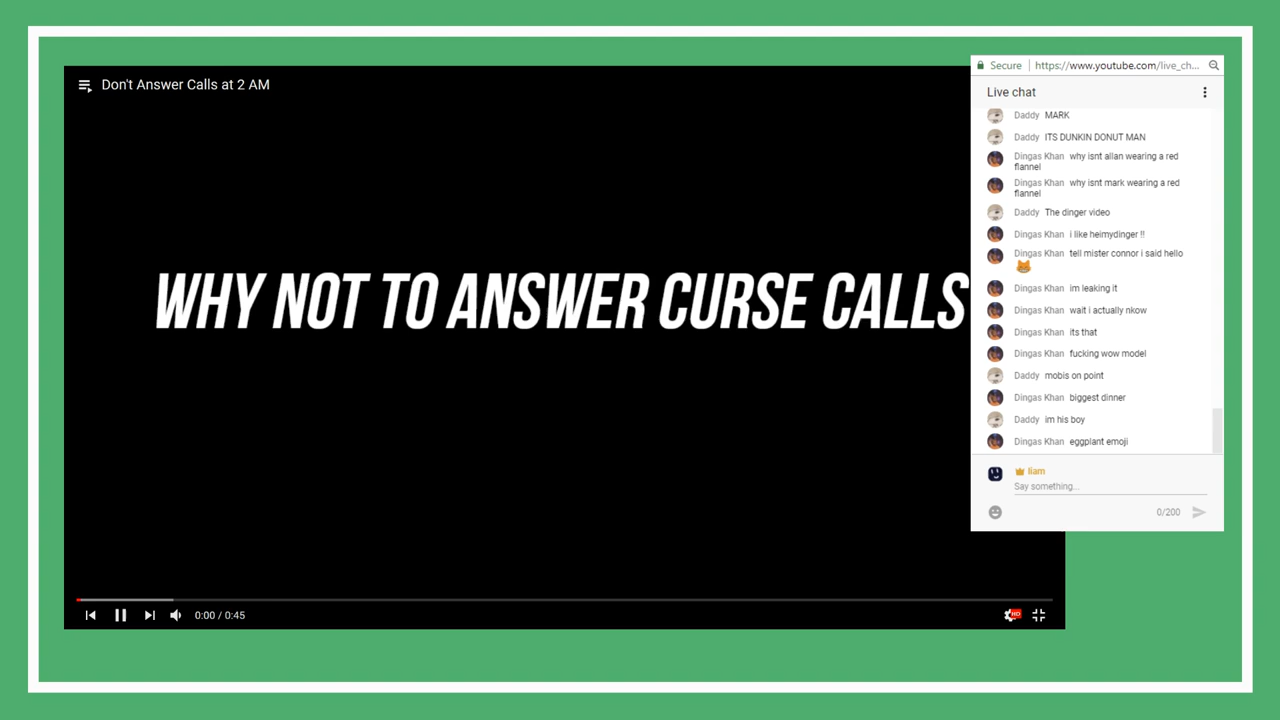 Don't Answer Calls at 2 AM
WHY NOT TO ANSWER CURSE CALLS
0:00 / 0:45
HD
Secure | https://www.youtube.com/live_ch...
Live chat
Daddy MARK
Daddy ITS DUNKIN DONUT MAN
Dingas Khan why isnt allan wearing a red
flannel
Dingas Khan why isnt mark wearing a red
flannel
Daddy The dinger video
Dingas Khan i like heimydinger !!
Dingas Khan tell mister connor i said hello
Dingas Khan im leaking it
Dingas Khan wait i actually nkow
Dingas Khan its that
Dingas Khan fucking wow model
Daddy mobis on point
Dingas Khan biggest dinner
Daddy im his boy
Dingas Khan eggplant emoji
liam
Say something...
0/200